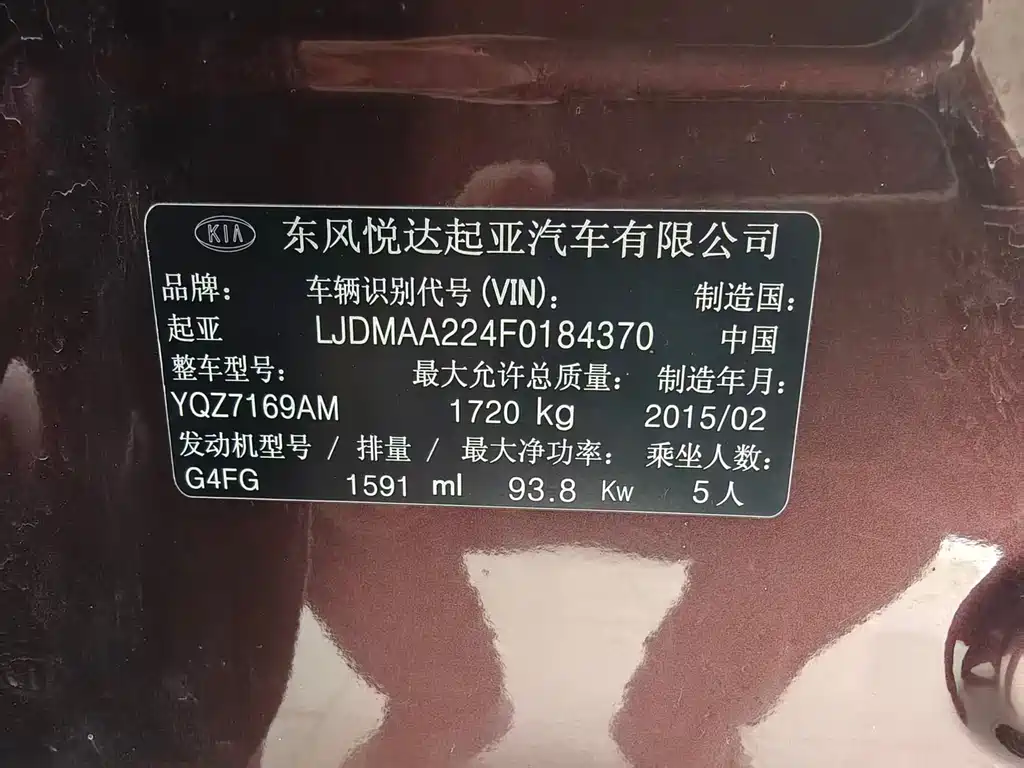 KIA 东风悦达起亚汽车有限公司
品牌： 车辆识别代号(VIN)： 制造国：
起亚 LJDMAA224F0184370 中国
整车型号： 最大允许总质量： 制造年月：
YQZ7169AM 1720 kg 2015/02
发动机型号 / 排量 / 最大净功率： 乘坐人数：
G4FG 1591 ml 93.8 Kw 5人